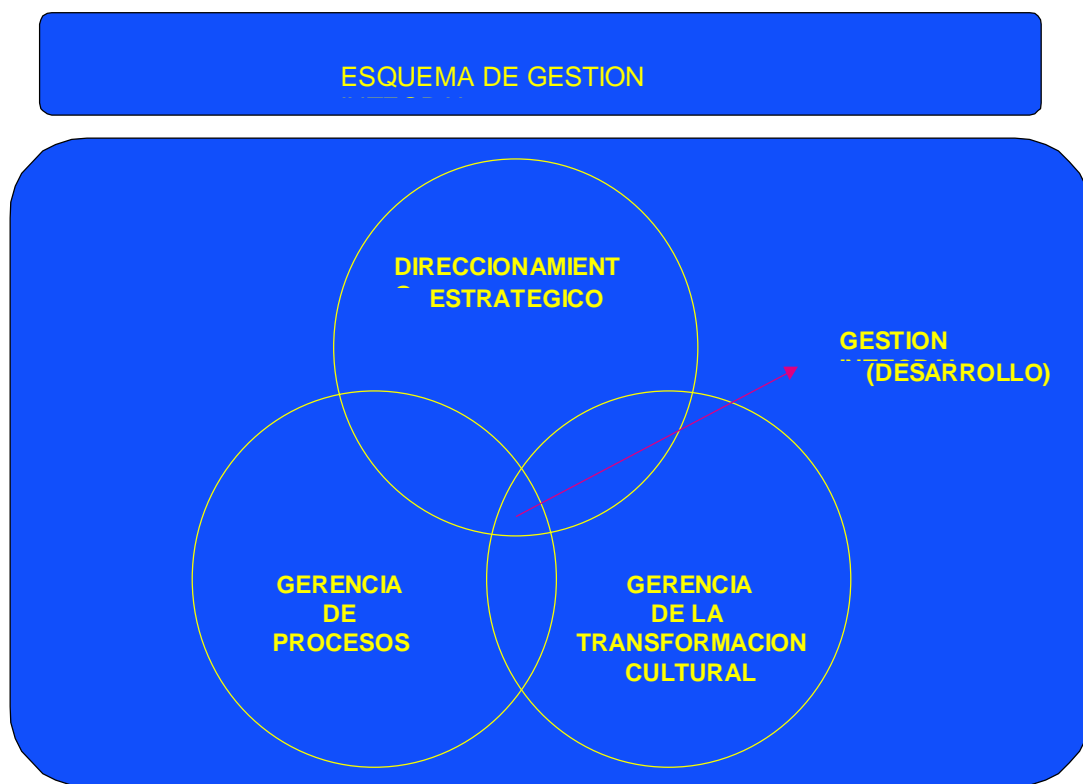 ESQUEMA DE GESTION
DIRECCIONAMIENT
ESTRATEGICO
GESTION
(DESARROLLO)
GERENCIA
DE
PROCESOS
GERENCIA
DE LA
TRANSFORMACION
CULTURAL